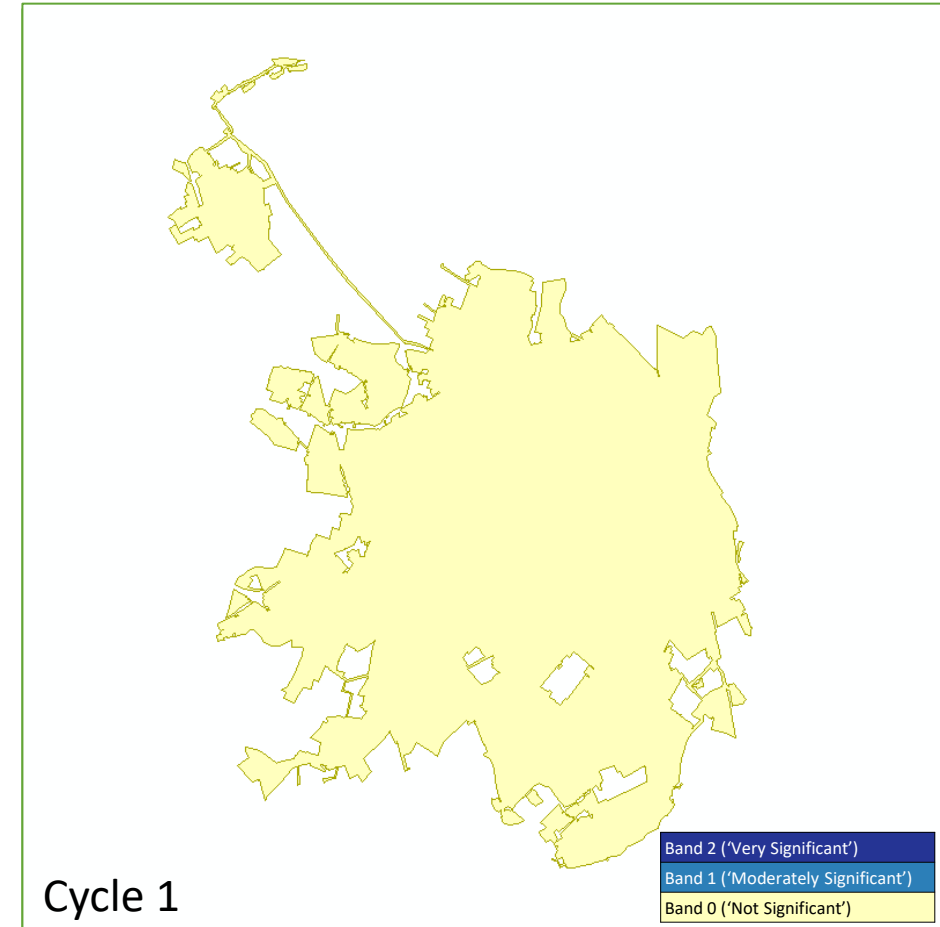 Band 2 (‘Very Significant’)
Band 1 (‘Moderately Significant’)
Band 0 (‘Not Significant’)
Cycle 1